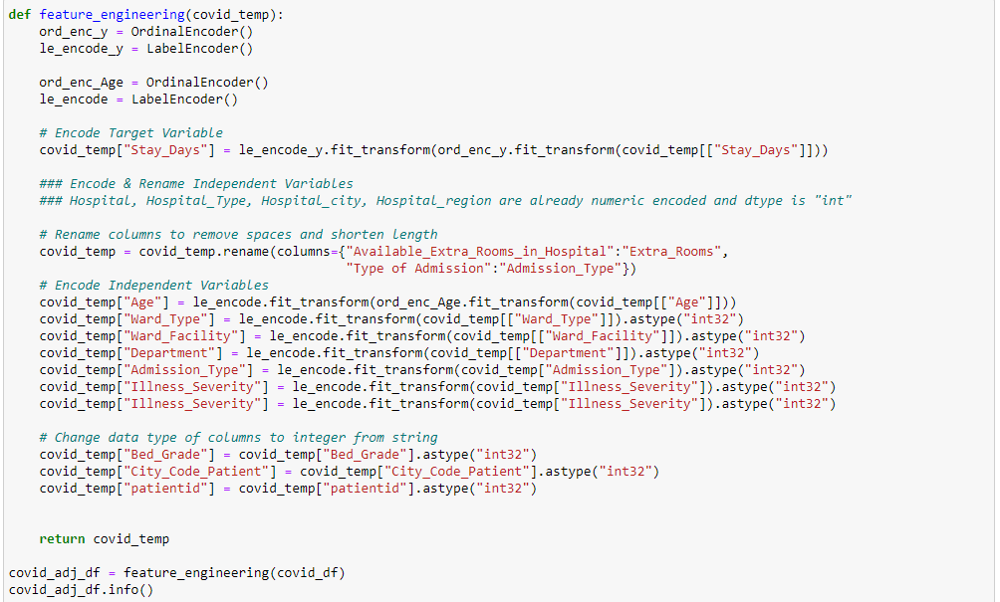 def feature_engineering(covid_temp):
    ord_enc_y = OrdinalEncoder()
    le_encode_y = LabelEncoder()

    ord_enc_Age = OrdinalEncoder()
    le_encode = LabelEncoder()

    # Encode Target Variable
    covid_temp["Stay_Days"] = le_encode_y.fit_transform(ord_enc_y.fit_transform(covid_temp[["Stay_Days"]]))

    ### Encode & Rename Independent Variables
    ### Hospital, Hospital_Type, Hospital_city, Hospital_region are already numeric encoded and dtype is "int"

    # Rename columns to remove spaces and shorten length
    covid_temp = covid_temp.rename(columns={"Available_Extra_Rooms_in_Hospital":"Extra_Rooms",
                                            "Type of Admission":"Admission_Type"})
    # Encode Independent Variables
    covid_temp["Age"] = le_encode.fit_transform(ord_enc_Age.fit_transform(covid_temp[["Age"]]))
    covid_temp["Ward_Type"] = le_encode.fit_transform(covid_temp[["Ward_Type"]]).astype("int32")
    covid_temp["Ward_Facility"] = le_encode.fit_transform(covid_temp[["Ward_Facility"]]).astype("int32")
    covid_temp["Department"] = le_encode.fit_transform(covid_temp[["Department"]]).astype("int32")
    covid_temp["Admission_Type"] = le_encode.fit_transform(covid_temp["Admission_Type"]).astype("int32")
    covid_temp["Illness_Severity"] = le_encode.fit_transform(covid_temp["Illness_Severity"]).astype("int32")
    covid_temp["Illness_Severity"] = le_encode.fit_transform(covid_temp["Illness_Severity"]).astype("int32")

    # Change data type of columns to integer from string
    covid_temp["Bed_Grade"] = covid_temp["Bed_Grade"].astype("int32")
    covid_temp["City_Code_Patient"] = covid_temp["City_Code_Patient"].astype("int32")
    covid_temp["patientid"] = covid_temp["patientid"].astype("int32")


    return covid_temp

covid_adj_df = feature_engineering(covid_df)
covid_adj_df.info()